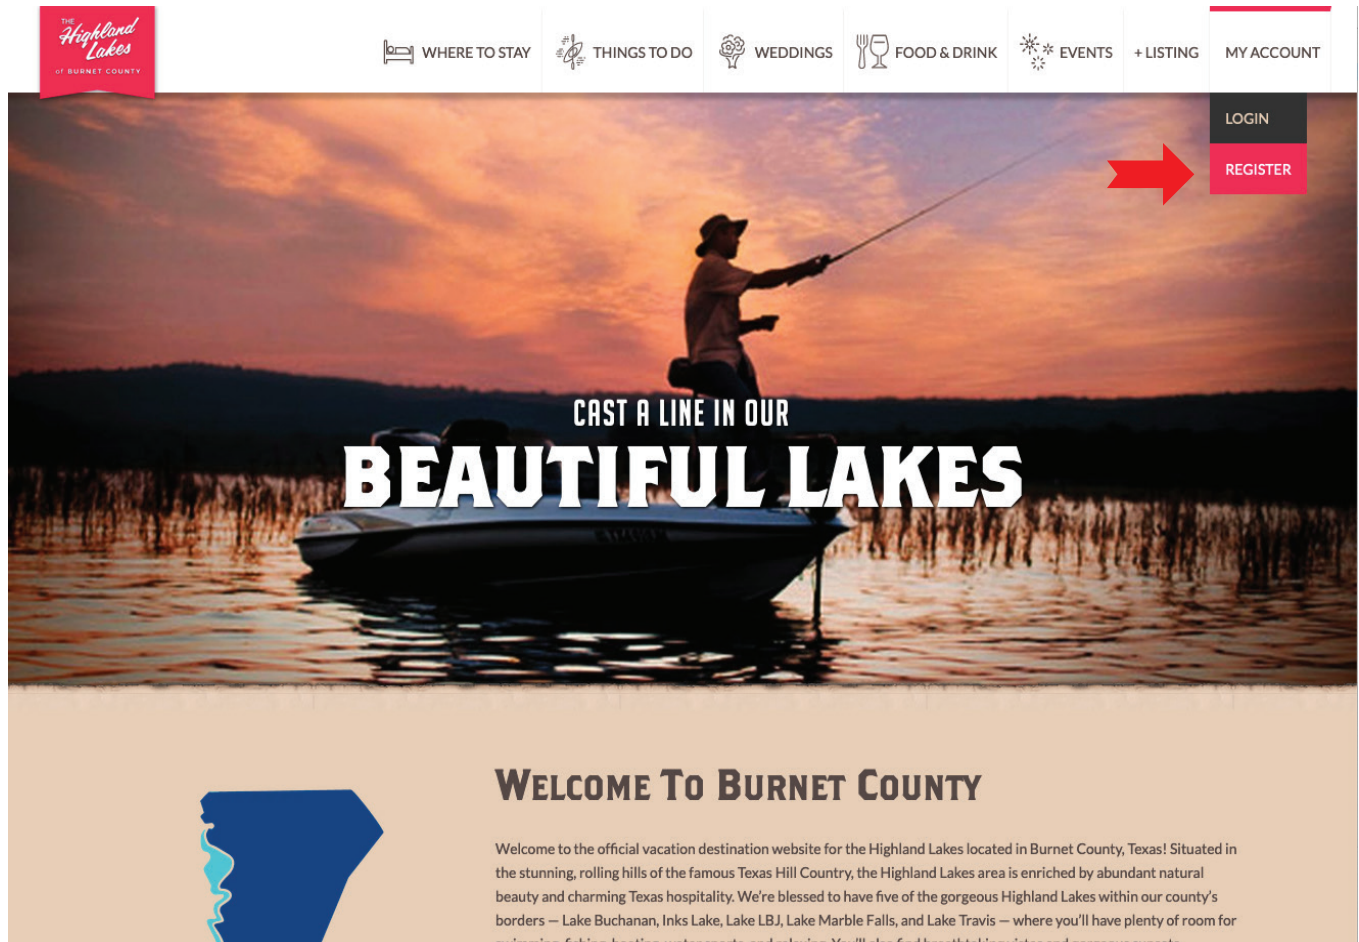 THE
Highland
Lakes
of BURNET COUNTY
WHERE TO STAY
THINGS TO DO
WEDDINGS
FOOD & DRINK
EVENTS
+ LISTING
MY ACCOUNT
LOGIN
REGISTER
CAST A LINE IN OUR
BEAUTIFUL LAKES
WELCOME TO BURNET COUNTY
Welcome to the official vacation destination website for the Highland Lakes located in Burnet County, Texas! Situated in
the stunning, rolling hills of the famous Texas Hill Country, the Highland Lakes area is enriched by abundant natural
beauty and charming Texas hospitality. We're blessed to have five of the gorgeous Highland Lakes within our county's
borders — Lake Buchanan, Inks Lake, Lake LBJ, Lake Marble Falls, and Lake Travis — where you'll have plenty of room for